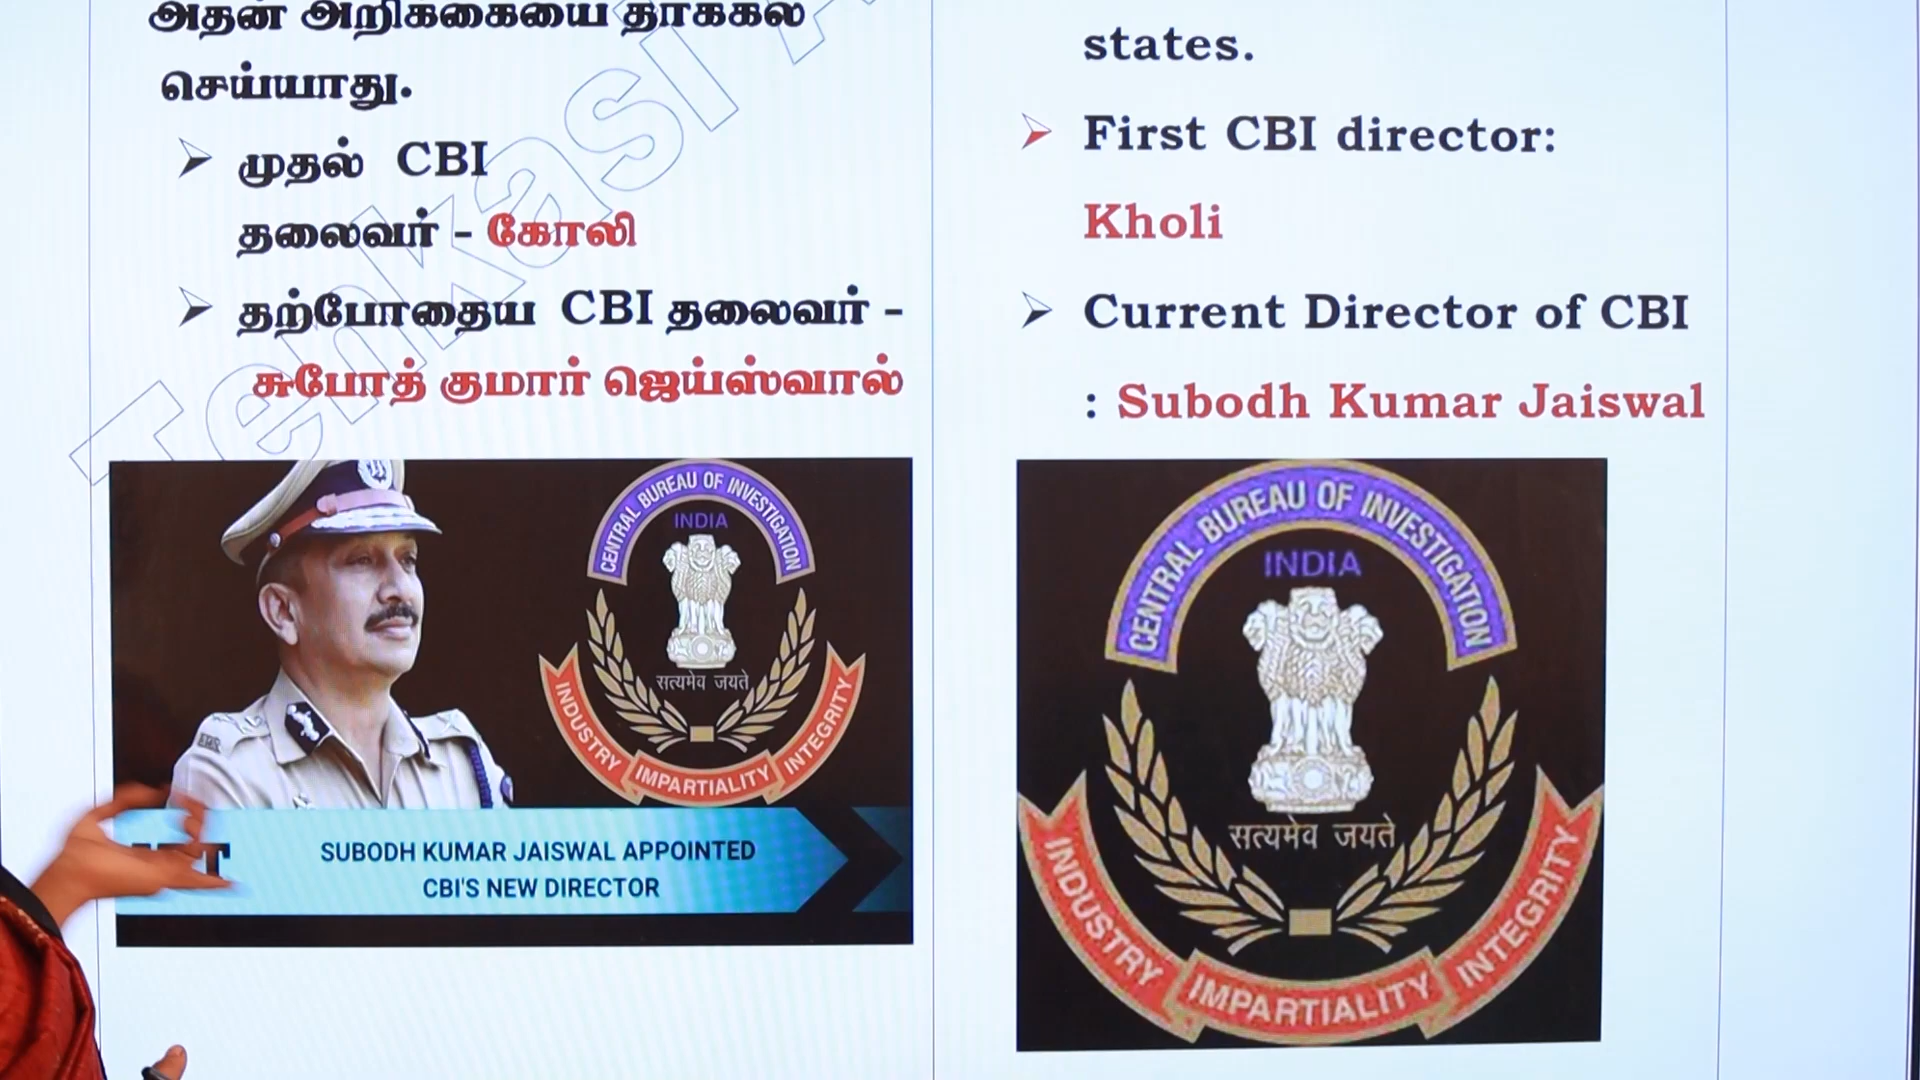 அதன் அறிக்கையை தாக்கல்
செய்யாது.
முதல் CBI
தலைவர் - கோலி
தற்போதைய CBI தலைவர் -
சுபோத் குமார் ஜெய்ஸ்வால்
states.
First CBI director:
Kholi
Current Director of CBI
: Subodh Kumar Jaiswal
Tenkasi
CENTRAL BUREAU OF INVESTIGATION
INDIA
सत्यमेव जयते
INDUSTRY IMPARTIALITY INTEGRITY
SUBODH KUMAR JAISWAL APPOINTED
CBI'S NEW DIRECTOR
CENTRAL BUREAU OF INVESTIGATION
INDIA
सत्यमेव जयते
INDUSTRY IMPARTIALITY INTEGRITY